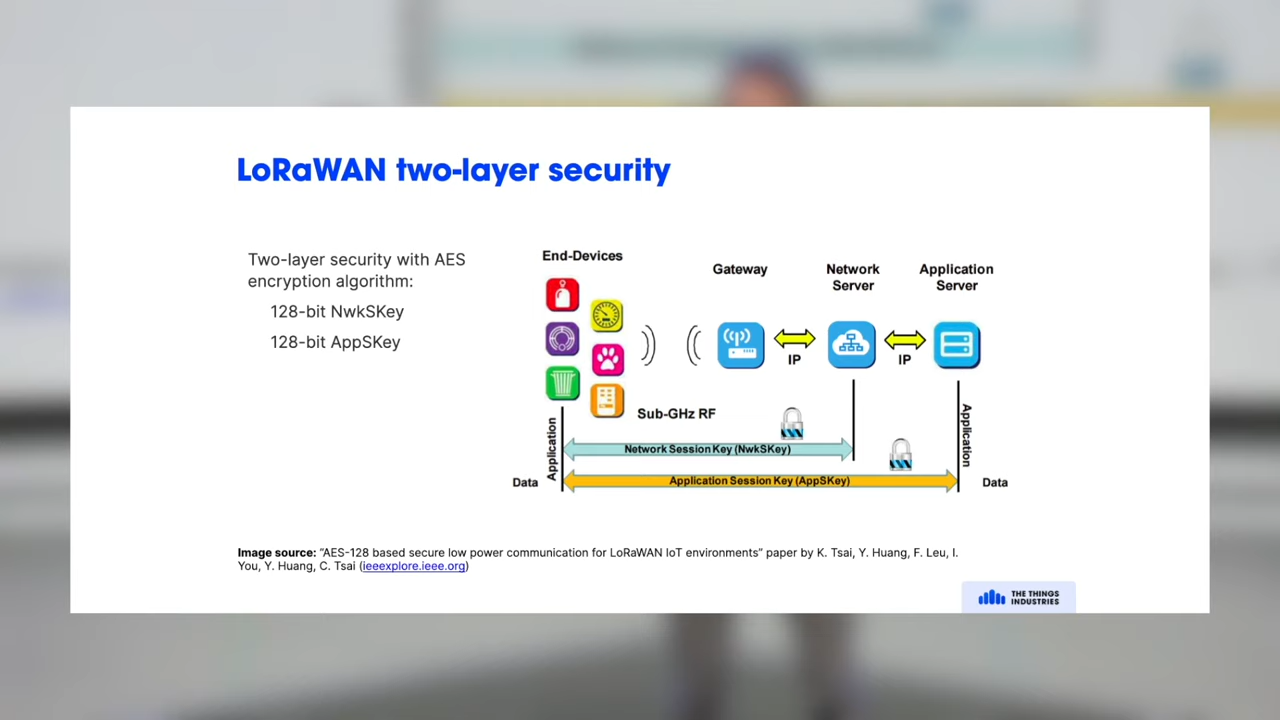 LoRaWAN two-layer security
Two-layer security with AES
encryption algorithm:
128-bit NwkSKey
128-bit AppSKey
End-Devices
Gateway
Network
Server
Application
Server
IP
IP
Sub-GHz RF
Application
Application
Network Session Key (NwkSKey)
Application Session Key (AppSKey)
Data
Data
Image source: "AES-128 based secure low power communication for LoRaWAN IoT environments" paper by K. Tsai, Y. Huang, F. Leu, I.
You, Y. Huang, C. Tsai (ieeexplore.ieee.org)
THE THINGS
INDUSTRIES